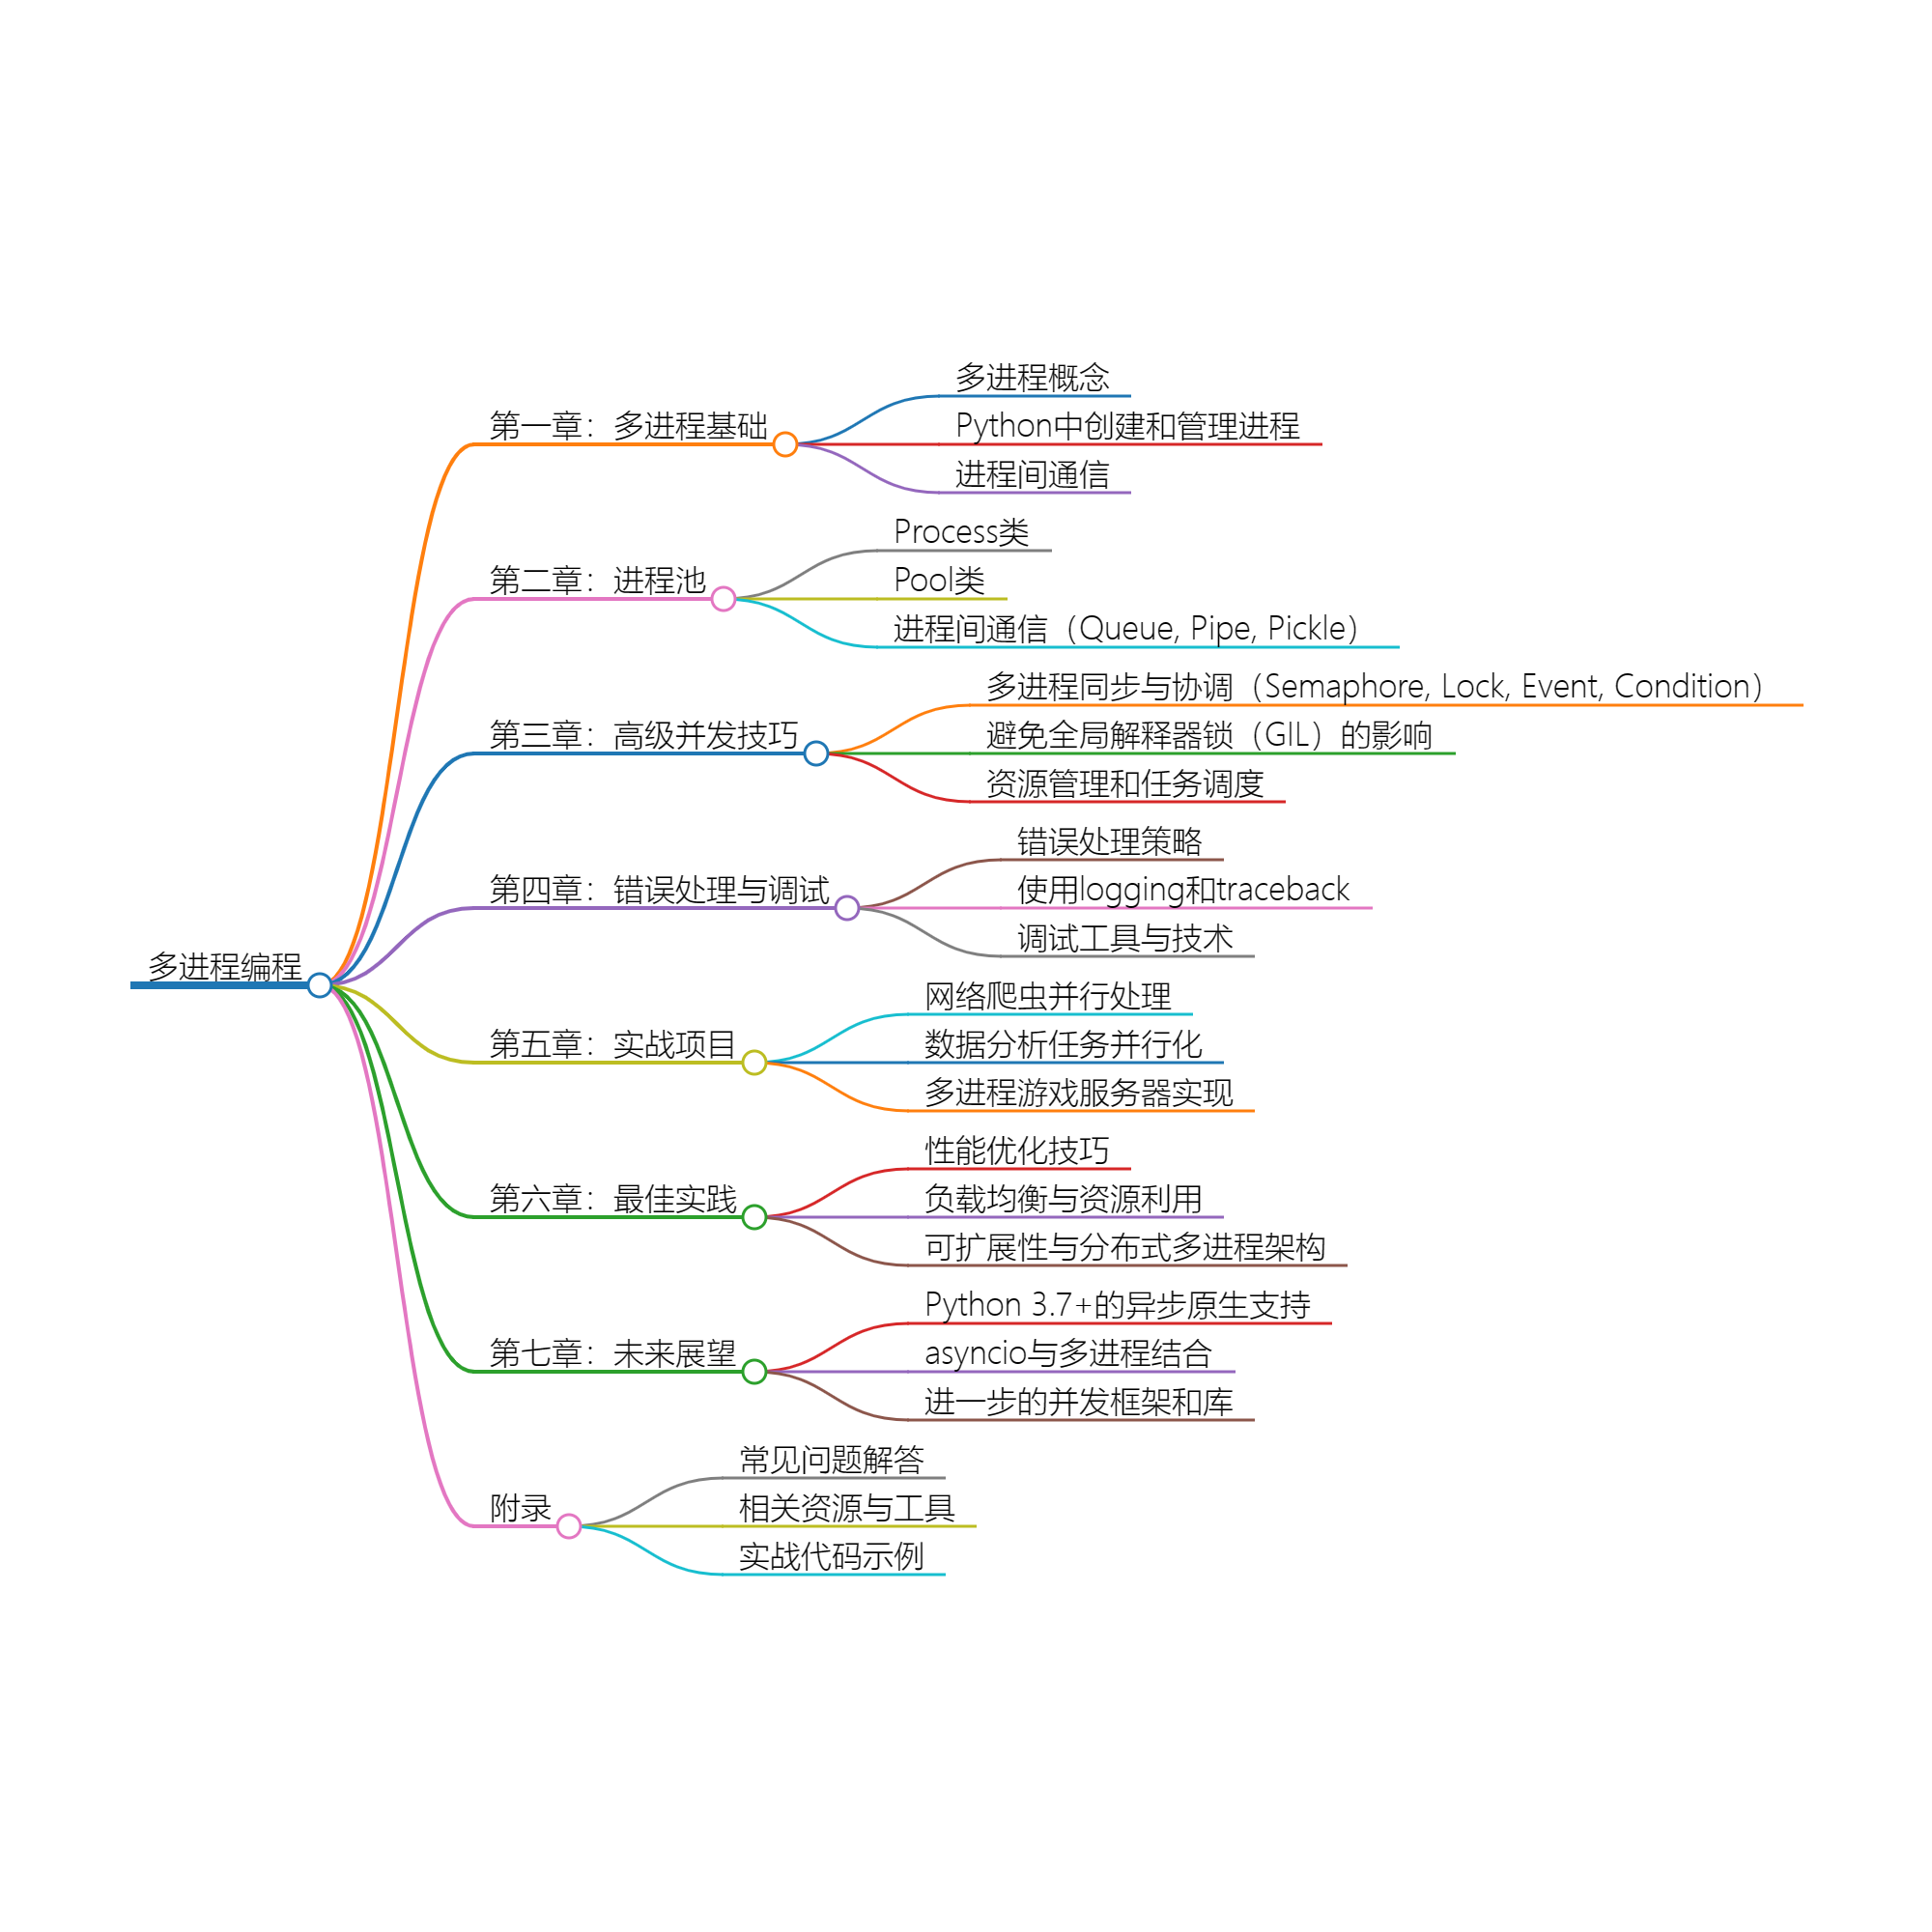 多进程编程
第一章：多进程基础
多进程概念
Python中创建和管理进程
进程间通信
第二章：进程池
Process类
Pool类
进程间通信（Queue, Pipe, Pickle）
第三章：高级并发技巧
多进程同步与协调（Semaphore, Lock, Event, Condition）
避免全局解释器锁（GIL）的影响
资源管理和任务调度
第四章：错误处理与调试
错误处理策略
使用logging和traceback
调试工具与技术
第五章：实战项目
网络爬虫并行处理
数据分析任务并行化
多进程游戏服务器实现
第六章：最佳实践
性能优化技巧
负载均衡与资源利用
可扩展性与分布式多进程架构
第七章：未来展望
Python 3.7+的异步原生支持
asyncio与多进程结合
进一步的并发框架和库
附录
常见问题解答
相关资源与工具
实战代码示例